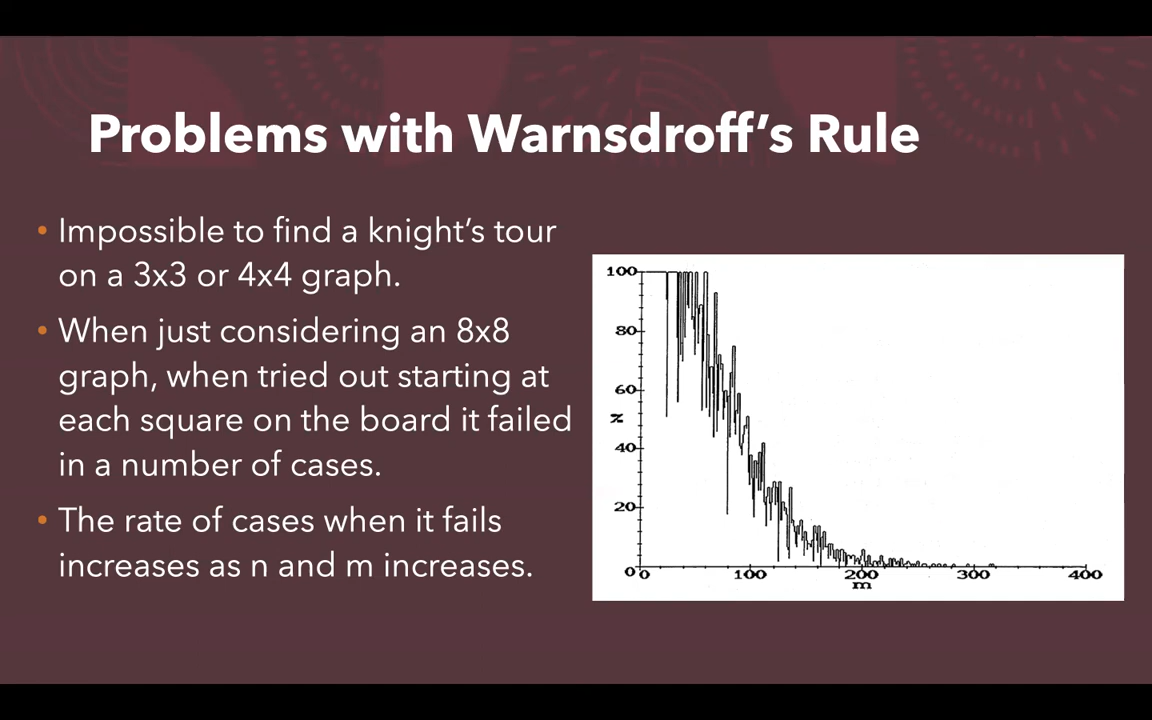 Problems with Warnsdroff’s Rule
• Impossible to find a knight’s tour
on a 3x3 or 4x4 graph.
• When just considering an 8x8
graph, when tried out starting at
each square on the board it failed
in a number of cases.
• The rate of cases when it fails
increases as n and m increases.
100
80
60
%
40
20
0
0 100 200 300 400
m